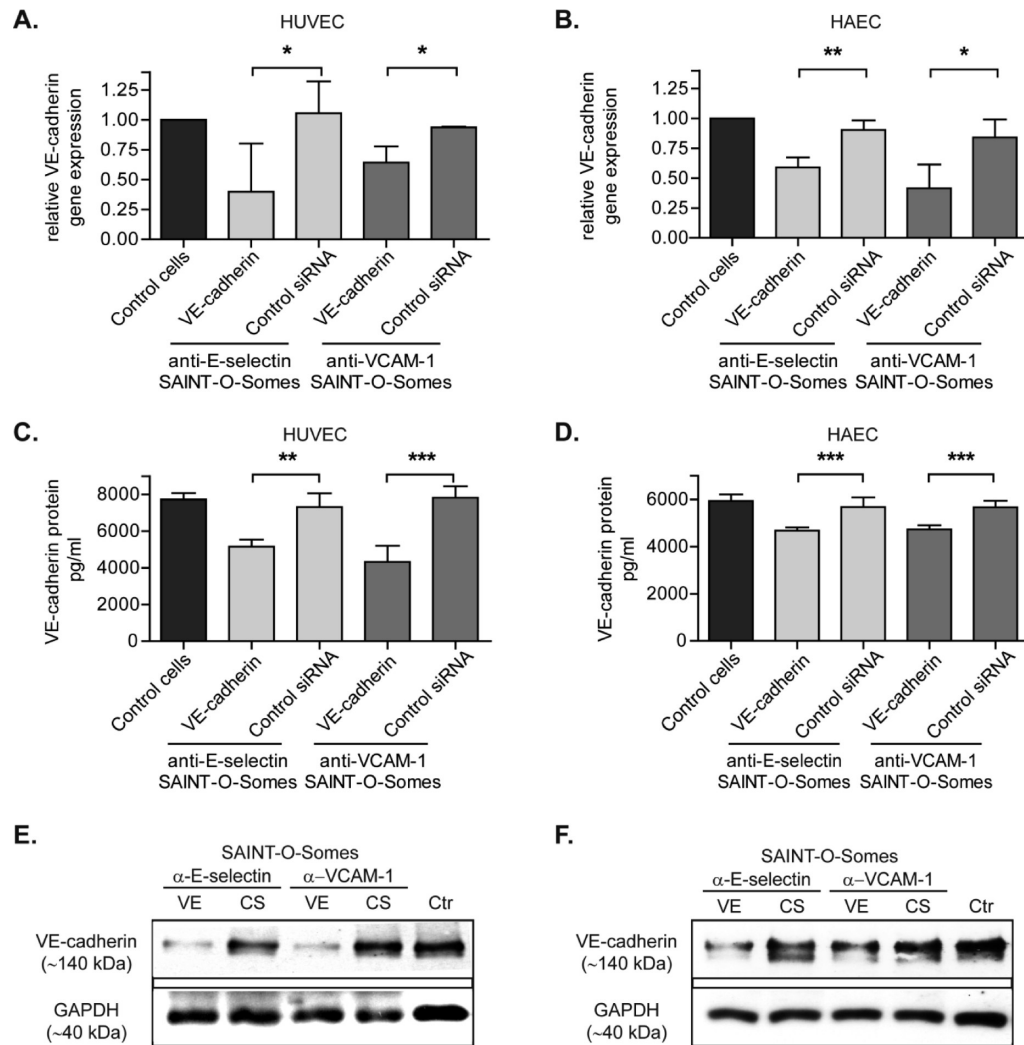 A.
HUVEC
*
*
relative VE-cadherin
gene expression
1.25
1.00
0.75
0.50
0.25
0.00
Control cells
VE-cadherin
Control siRNA
VE-cadherin
Control siRNA
anti-E-selectin
SAINT-O-Somes
anti-VCAM-1
SAINT-O-Somes
B.
HAEC
**
*
relative VE-cadherin
gene expression
1.25
1.00
0.75
0.50
0.25
0.00
Control cells
VE-cadherin
Control siRNA
VE-cadherin
Control siRNA
anti-E-selectin
SAINT-O-Somes
anti-VCAM-1
SAINT-O-Somes
C.
HUVEC
**
***
VE-cadherin protein
pg/ml
8000
6000
4000
2000
0
Control cells
VE-cadherin
Control siRNA
VE-cadherin
Control siRNA
anti-E-selectin
SAINT-O-Somes
anti-VCAM-1
SAINT-O-Somes
D.
HAEC
***
***
VE-cadherin protein
pg/ml
6000
4000
2000
0
Control cells
VE-cadherin
Control siRNA
VE-cadherin
Control siRNA
anti-E-selectin
SAINT-O-Somes
anti-VCAM-1
SAINT-O-Somes
E.
SAINT-O-Somes
α-E-selectin α–VCAM-1
VE CS VE CS Ctr
VE-cadherin
(~140 kDa)
GAPDH
(~40 kDa)
F.
SAINT-O-Somes
α-E-selectin α–VCAM-1
VE CS VE CS Ctr
VE-cadherin
(~140 kDa)
GAPDH
(~40 kDa)